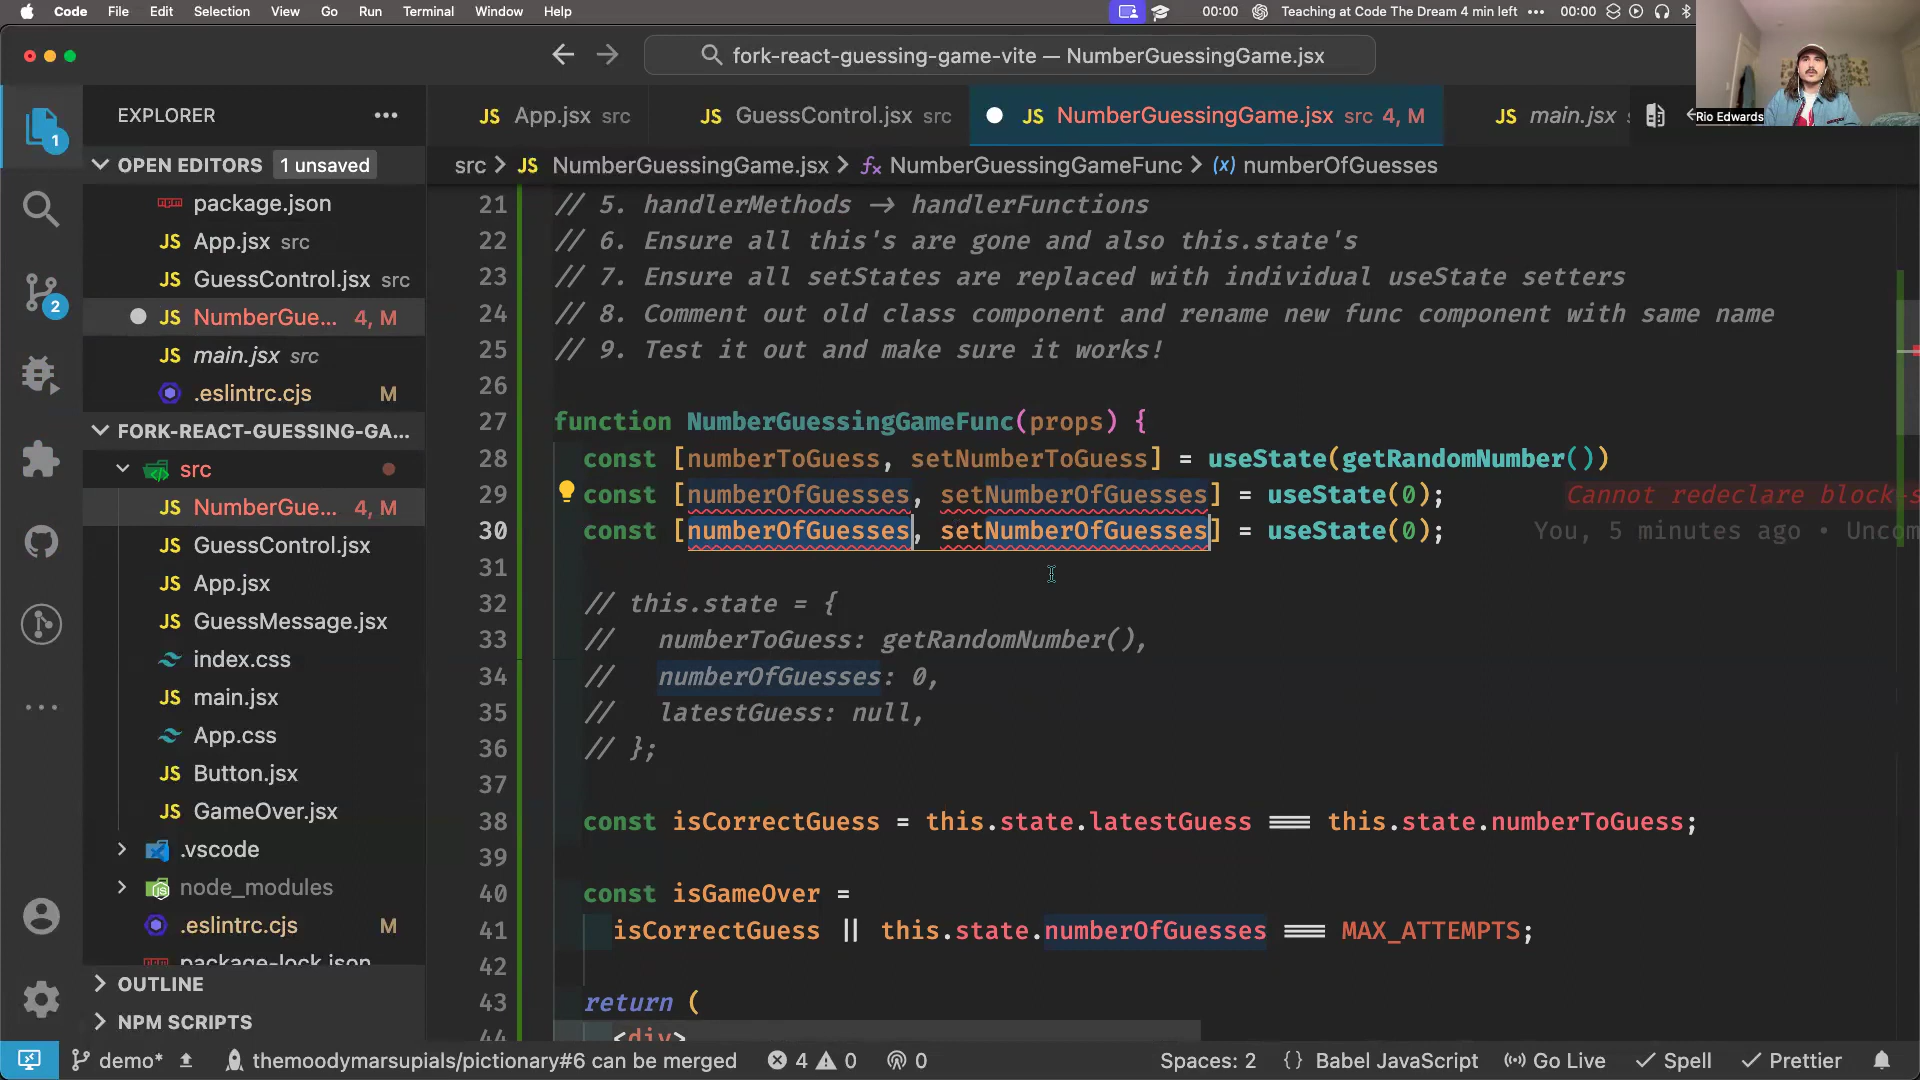 Code File Edit Selection View Go Run Terminal Window Help 00:00 Teaching at Code The Dream 4 min left 00:00
fork-react-guessing-game-vite — NumberGuessingGame.jsx
Rio Edwards
EXPLORER
JS App.jsx src JS GuessControl.jsx src JS NumberGuessingGame.jsx src 4, M JS main.jsx
src > JS NumberGuessingGame.jsx > NumberGuessingGameFunc > (x) numberOfGuesses
OPEN EDITORS 1 unsaved
package.json
JS App.jsx src
JS GuessControl.jsx src
JS NumberGue... 4, M
JS main.jsx src
.eslintrc.cjs M
FORK-REACT-GUESSING-GA...
src
JS NumberGue... 4, M
JS GuessControl.jsx
JS App.jsx
JS GuessMessage.jsx
index.css
JS main.jsx
App.css
JS Button.jsx
JS GameOver.jsx
.vscode
node_modules
.eslintrc.cjs M
package-lock.json
OUTLINE
NPM SCRIPTS
1
2
21 // 5. handlerMethods → handlerFunctions
22 // 6. Ensure all this's are gone and also this.state's
23 // 7. Ensure all setStates are replaced with individual useState setters
24 // 8. Comment out old class component and rename new func component with same name
25 // 9. Test it out and make sure it works!
26
27 function NumberGuessingGameFunc(props) {
28 const [numberToGuess, setNumberToGuess] = useState(getRandomNumber())
29 const [numberOfGuesses, setNumberOfGuesses] = useState(0); Cannot redeclare block-s
30 const [numberOfGuesses, setNumberOfGuesses] = useState(0); You, 5 minutes ago • Uncom
31
32 // this.state = {
33 // numberToGuess: getRandomNumber(),
34 // numberOfGuesses: 0,
35 // latestGuess: null,
36 // };
37
38 const isCorrectGuess = this.state.latestGuess === this.state.numberToGuess;
39
40 const isGameOver =
41 isCorrectGuess || this.state.numberOfGuesses === MAX_ATTEMPTS;
42
43 return (
44 <div>
demo* themoodymarsupials/pictionary#6 can be merged 4 0 0 Spaces: 2 {} Babel JavaScript Go Live Spell Prettier